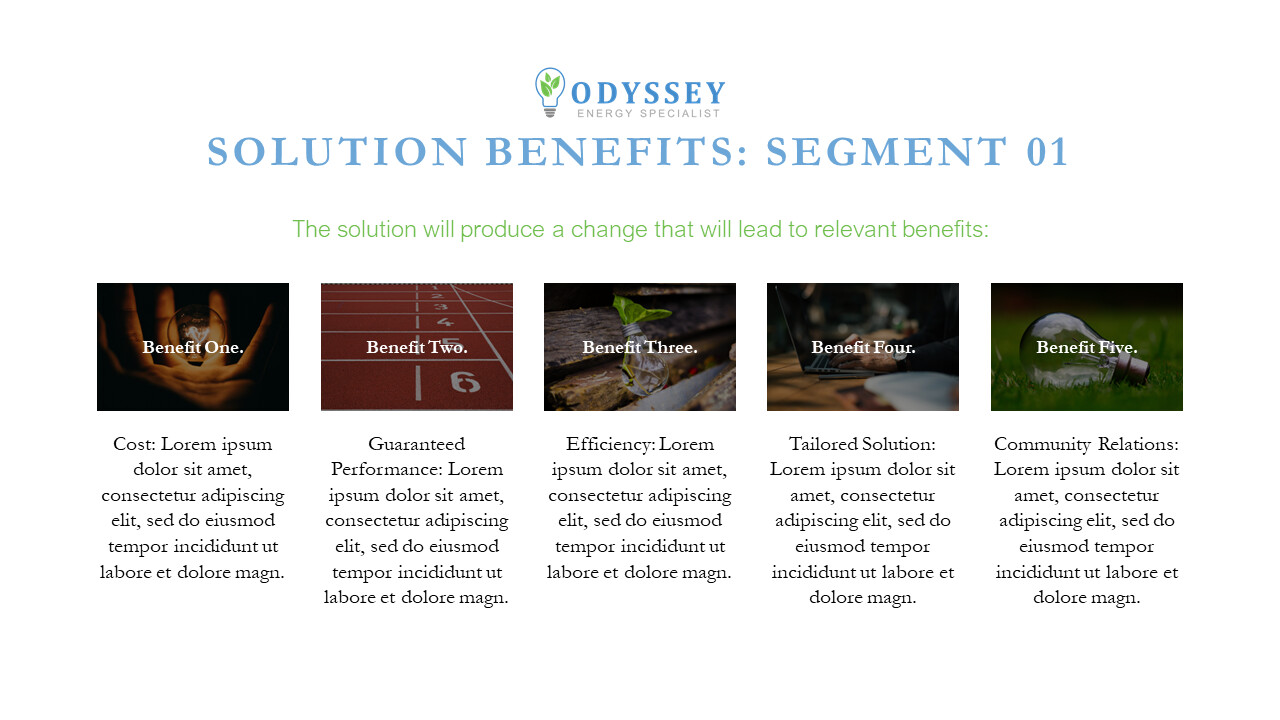 ODYSSEY
ENERGY SPECIALIST
SOLUTION BENEFITS: SEGMENT 01
The solution will produce a change that will lead to relevant benefits:
Benefit One.
Cost: Lorem ipsum
dolor sit amet,
consectetur adipiscing
elit, sed do eiusmod
tempor incididunt ut
labore et dolore magn.
2
3
4
5
6
Benefit Two.
Guaranteed
Performance: Lorem
ipsum dolor sit amet,
consectetur adipiscing
elit, sed do eiusmod
tempor incididunt ut
labore et dolore magn.
Benefit Three.
Efficiency: Lorem
ipsum dolor sit amet,
consectetur adipiscing
elit, sed do eiusmod
tempor incididunt ut
labore et dolore magn.
Benefit Four.
Tailored Solution:
Lorem ipsum dolor sit
amet, consectetur
adipiscing elit, sed do
eiusmod tempor
incididunt ut labore et
dolore magn.
Benefit Five.
Community Relations:
Lorem ipsum dolor sit
amet, consectetur
adipiscing elit, sed do
eiusmod tempor
incididunt ut labore et
dolore magn.